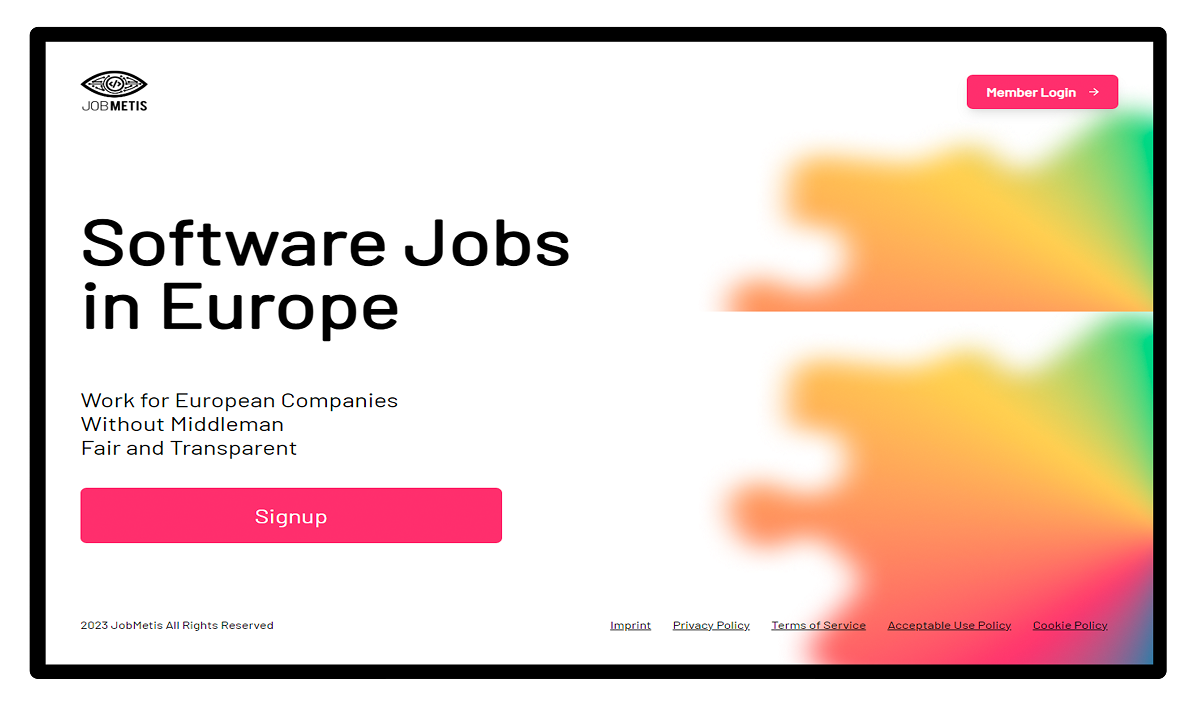 JOBMETIS
Member Login
Software Jobs
in Europe
Work for European Companies
Without Middleman
Fair and Transparent
Signup
2023 JobMetis All Rights Reserved
Imprint Privacy Policy Terms of Service Acceptable Use Policy Cookie Policy